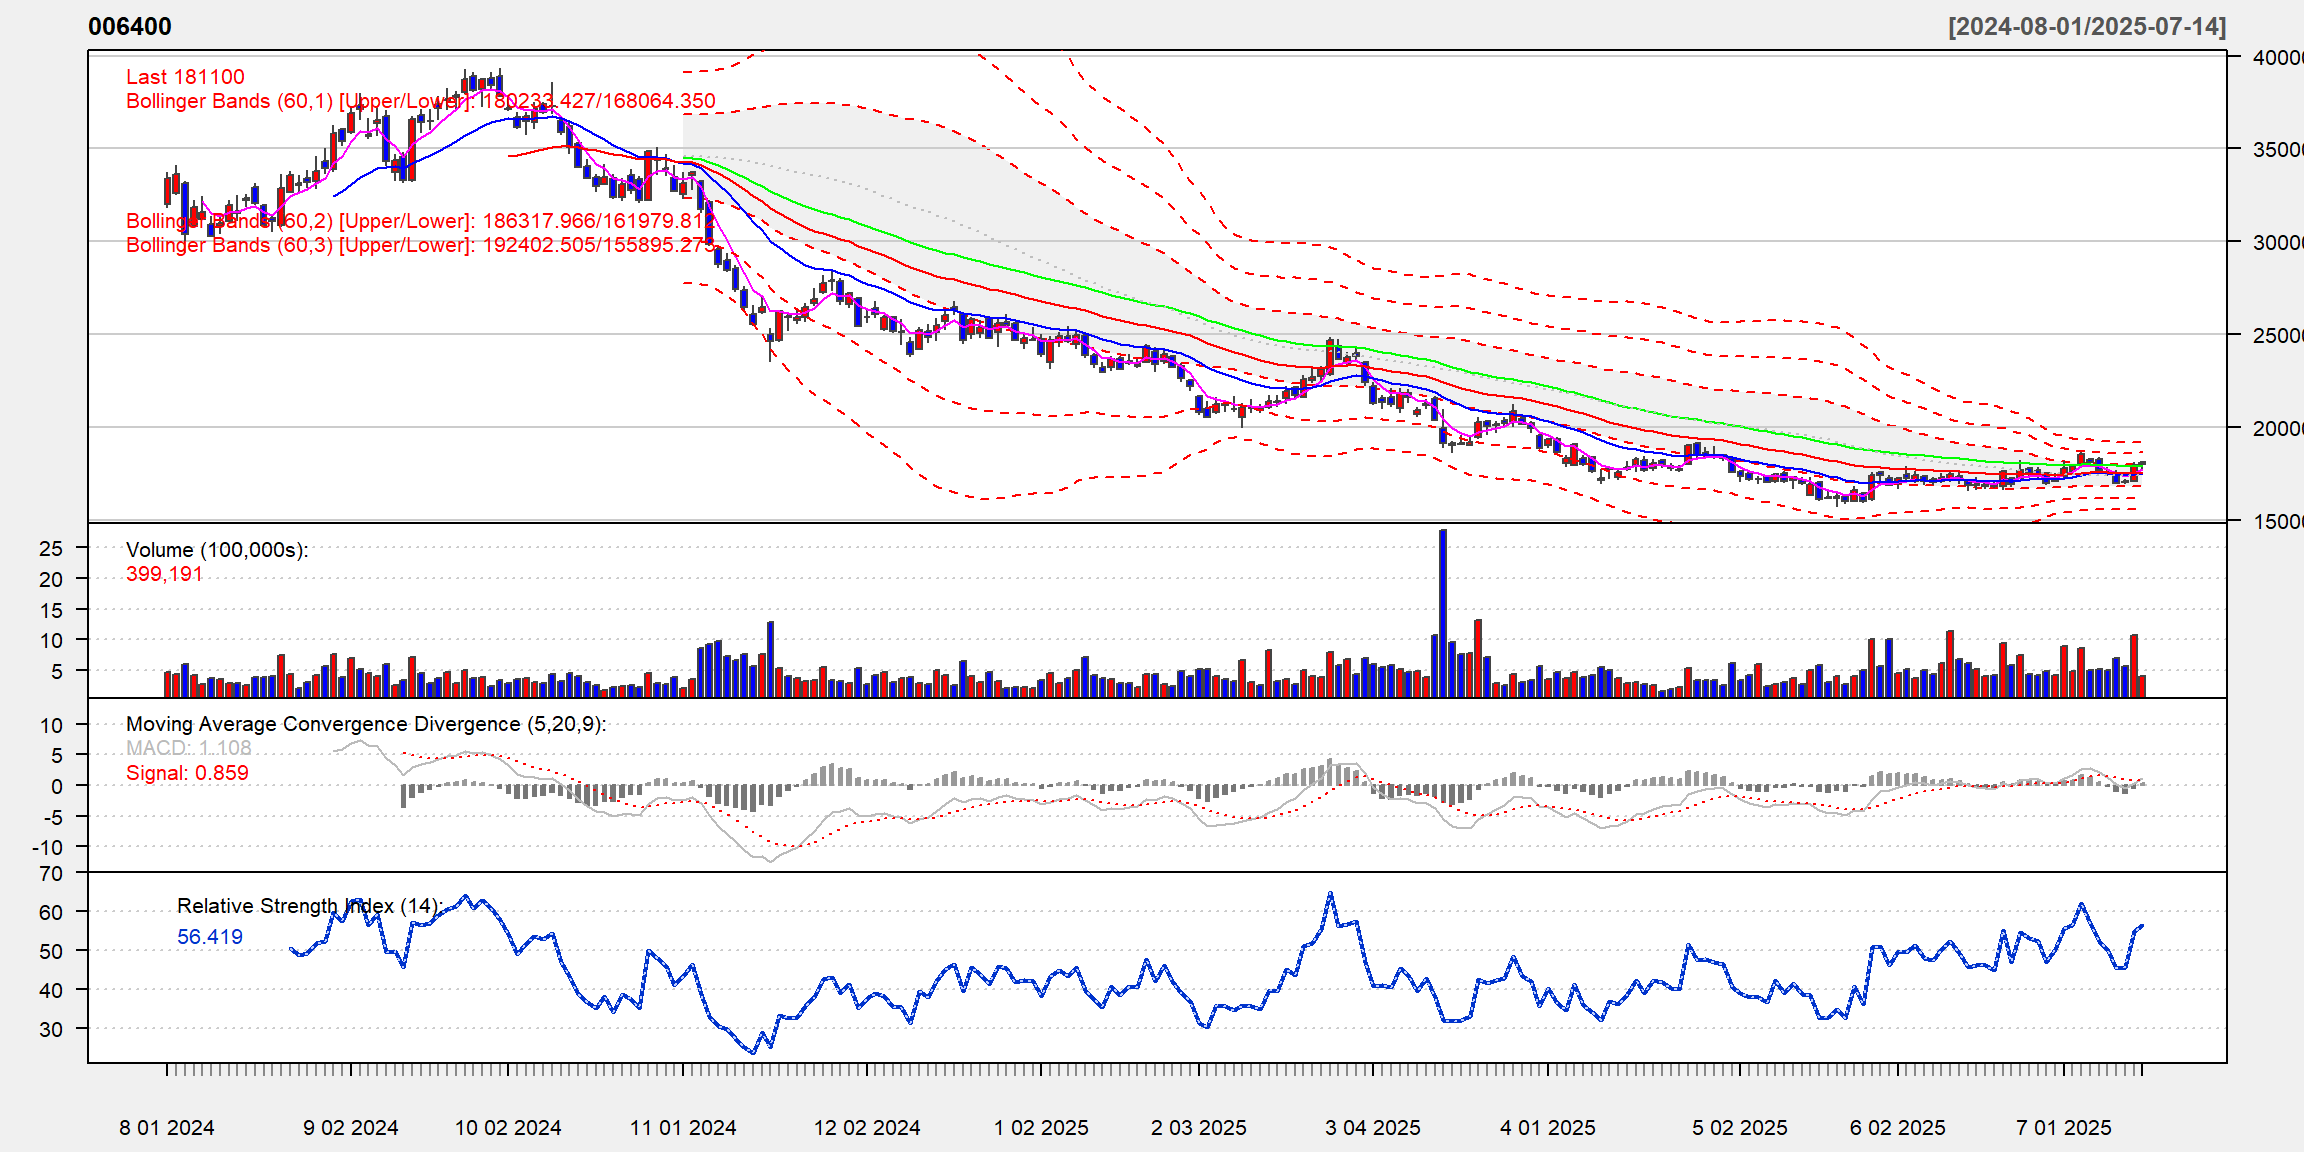 006400
[2024-08-01/2025-07-14]
Last 181100
Bollinger Bands (60,1) [Upper/Lower]: 180233.427/168064.350
Bollinger Bands (60,2) [Upper/Lower]: 186317.966/161979.812
Bollinger Bands (60,3) [Upper/Lower]: 192402.505/155895.273
40000
35000
30000
25000
20000
15000
Volume (100,000s):
399,191
25
20
15
10
5
Moving Average Convergence Divergence (5,20,9):
MACD: 1.108
Signal: 0.859
10
5
0
-5
-10
Relative Strength Index (14):
56.419
70
60
50
40
30
8 01 2024
9 02 2024
10 02 2024
11 01 2024
12 02 2024
1 02 2025
2 03 2025
3 04 2025
4 01 2025
5 02 2025
6 02 2025
7 01 2025